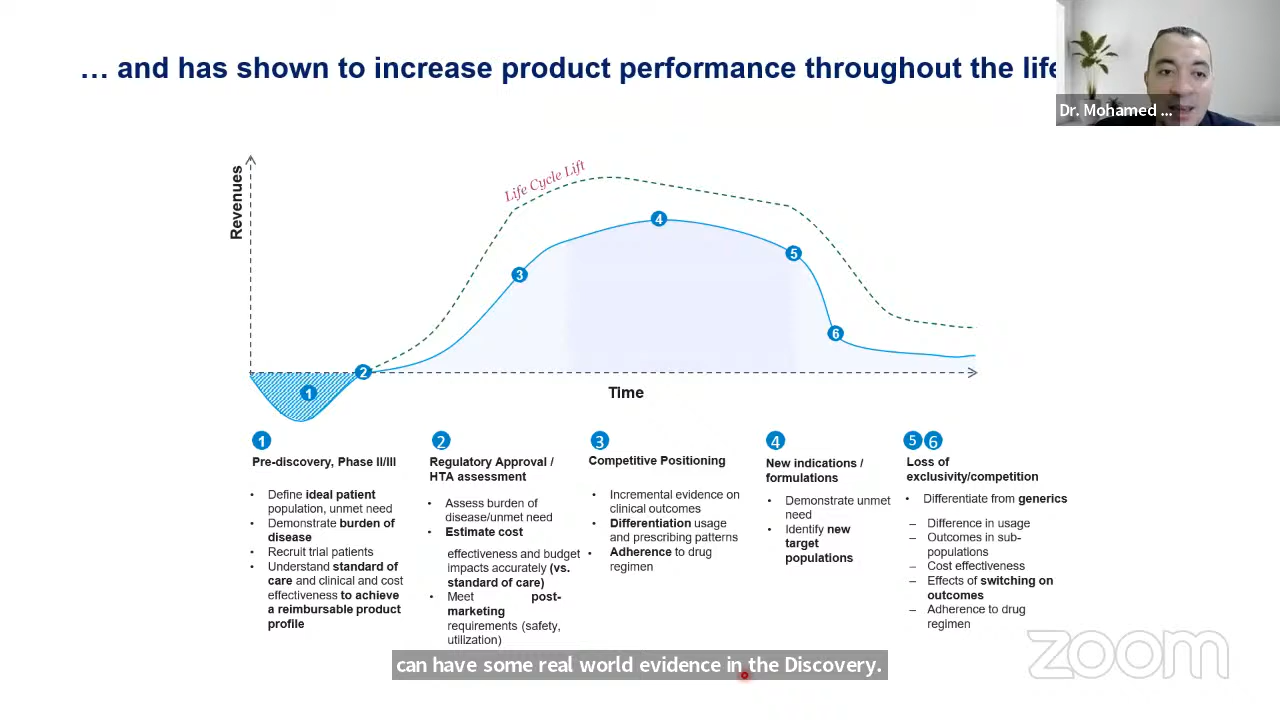 … and has shown to increase product performance throughout the life
Dr. Mohamed ...
Revenues
Life Cycle Lift
3
4
5
6
2
1
Time
1
Pre-discovery, Phase II/III
• Define ideal patient
population, unmet need
• Demonstrate burden of
disease
• Recruit trial patients
• Understand standard of
care and clinical and cost
effectiveness to achieve
a reimbursable product
profile
2
Regulatory Approval /
HTA assessment
• Assess burden of
disease/unmet need
• Estimate cost
effectiveness and budget
impacts accurately (vs.
standard of care)
• Meet post-
marketing
requirements (safety,
utilization)
3
Competitive Positioning
• Incremental evidence on
clinical outcomes
• Differentiation usage
and prescribing patterns
• Adherence to drug
regimen
4
New indications /
formulations
• Demonstrate unmet
need
• Identify new
target
populations
5 6
Loss of
exclusivity/competition
• Differentiate from generics
– Difference in usage
– Outcomes in sub-
populations
– Cost effectiveness
– Effects of switching on
outcomes
– Adherence to drug
regimen
can have some real world evidence in the Discovery.
zoom